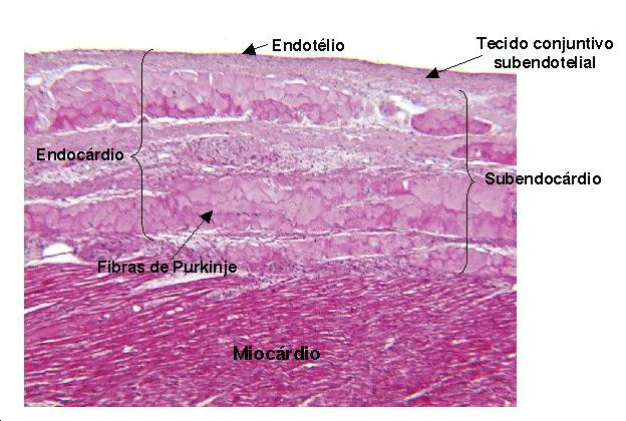 Endotélio
Tecido conjuntivo
subendotelial
Endocárdio
Subendocárdio
Fibras de Purkinje
Miocárdio